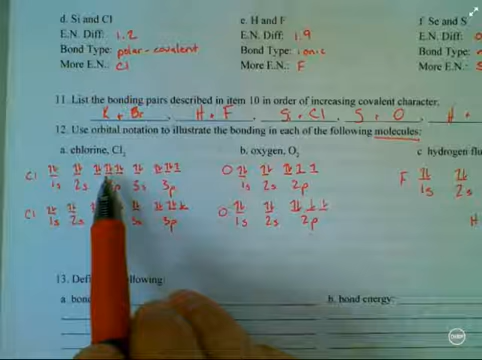 d. Si and Cl e. H and F f Se and S
E.N. Diff: 1.2 E.N. Diff: 1.9 E.N. Diff:
Bond Type: polar-covalent Bond Type: ionic Bond Type:
More E.N.: Cl More E.N.: F More E.N.:
11. List the bonding pairs described in item 10 in order of increasing covalent character.
K + Br, H + F, Si + Cl, S + O, H +
12. Use orbital notation to illustrate the bonding in each of the following molecules:
a. chlorine, Cl2 b. oxygen, O2 c hydrogen flu
Cl ⇅ ⇅ ⇅ ⇅ ⇅ ⇅ ⇅ ⇅ 1 O ⇅ ⇅ ⇅ 1 1 F ⇅ ⇅
1s 2s p 3s 3p 1s 2s 2p 1s 2s
Cl ⇅ ⇅ ⇅ ⇅ ⇅ O ⇅ ⇅ ⇅
1s 2s 3s 3p 1s 2s 2p H
13. Def following:
a. bon b. bond energy: